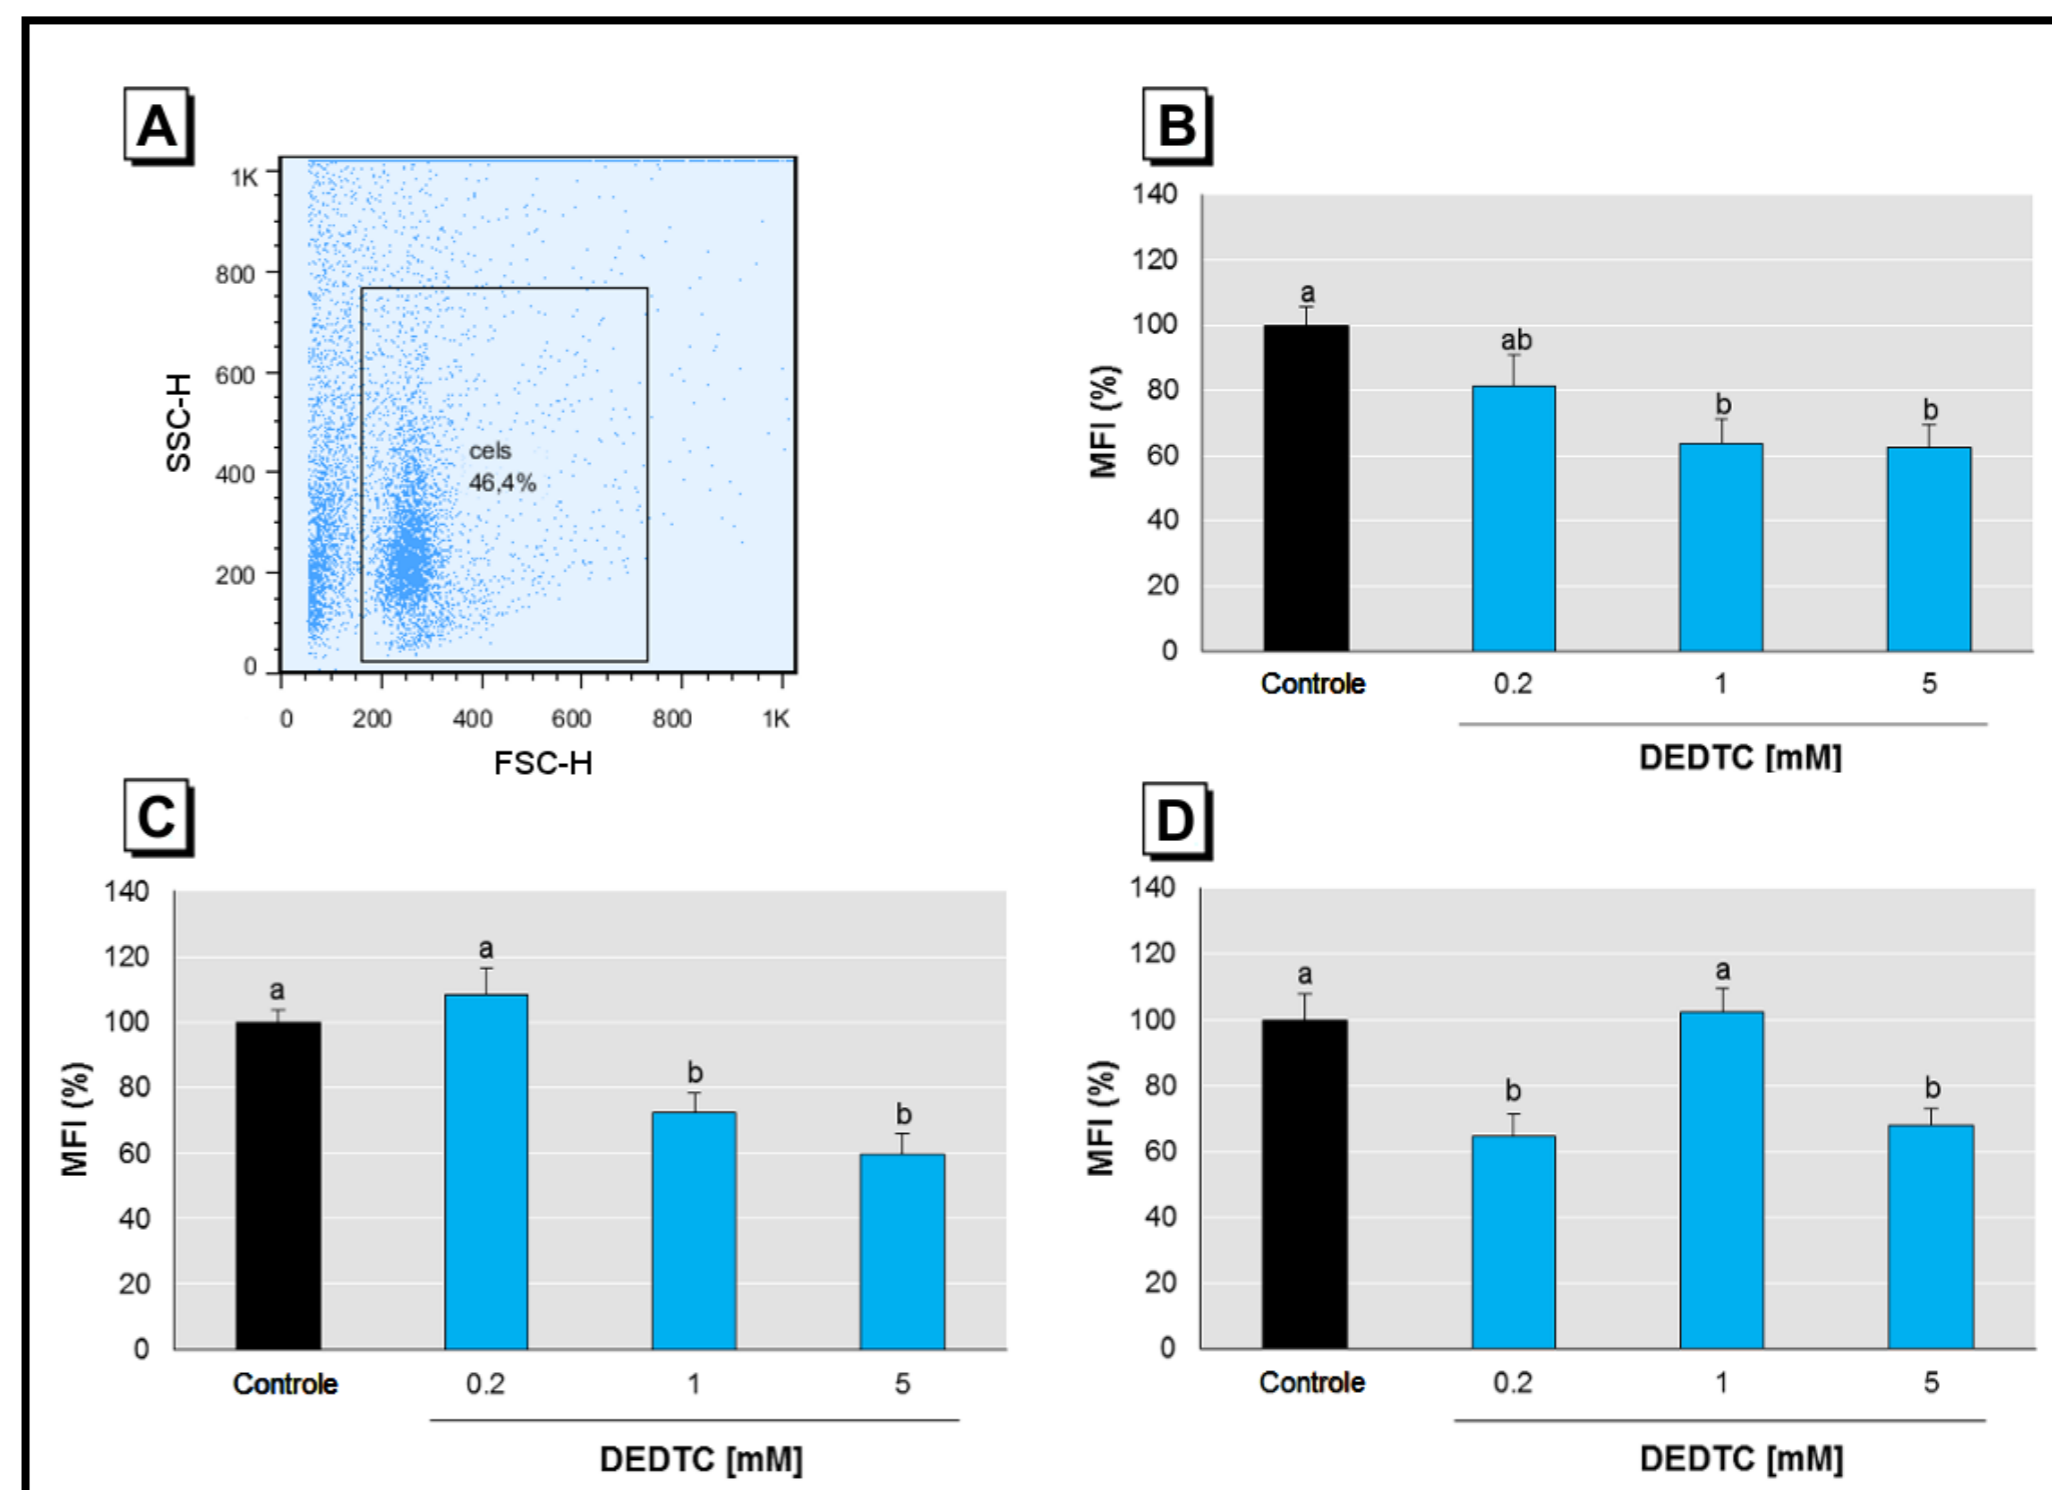 A
1K
800
600
400
200
0
SSC-H
cels
46,4%
0 200 400 600 800 1K
FSC-H
B
140
120
100
80
60
40
20
0
MFI (%)
a
ab
b
b
Controle 0.2 1 5
DEDTC [mM]
C
140
120
100
80
60
40
20
0
MFI (%)
a
a
b
b
Controle 0.2 1 5
DEDTC [mM]
D
140
120
100
80
60
40
20
0
MFI (%)
a
b
a
b
Controle 0.2 1 5
DEDTC [mM]